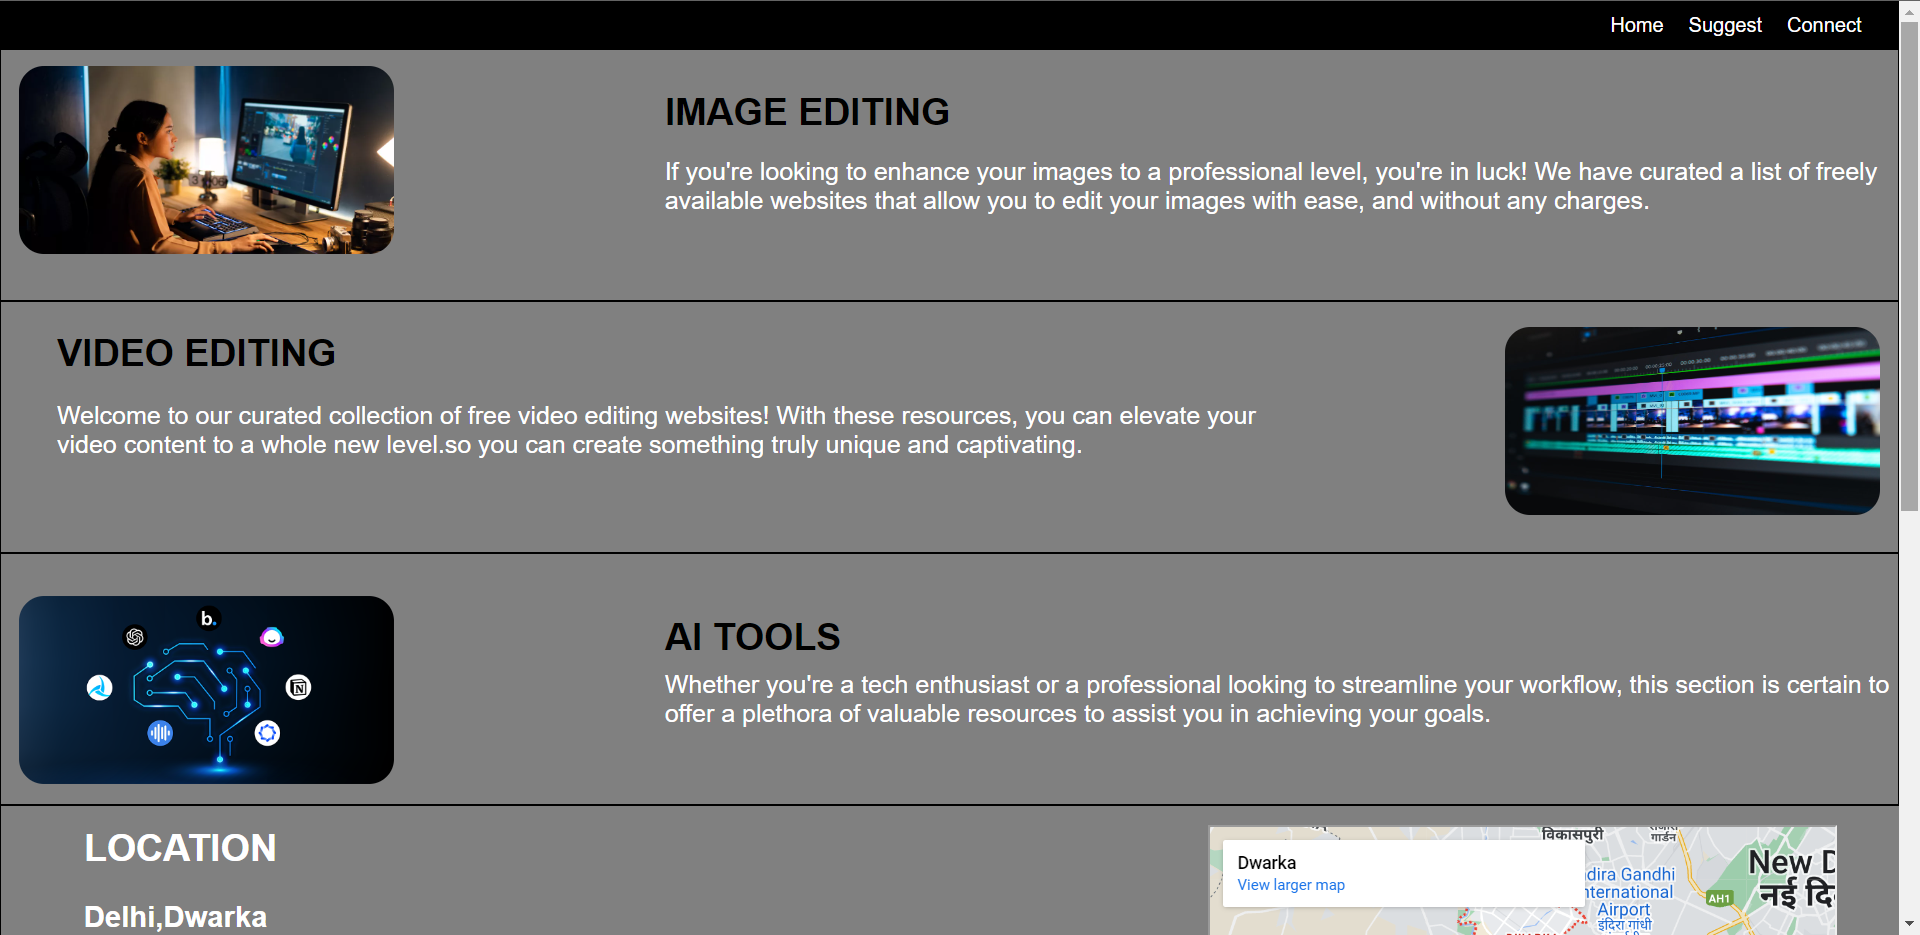 Home Suggest Connect
IMAGE EDITING
If you're looking to enhance your images to a professional level, you're in luck! We have curated a list of freely
available websites that allow you to edit your images with ease, and without any charges.
VIDEO EDITING
Welcome to our curated collection of free video editing websites! With these resources, you can elevate your
video content to a whole new level.so you can create something truly unique and captivating.
b.
N
AI TOOLS
Whether you're a tech enthusiast or a professional looking to streamline your workflow, this section is certain to
offer a plethora of valuable resources to assist you in achieving your goals.
LOCATION
Delhi,Dwarka
Dwarka
View larger map
विकासपुरी
गार्डन
New D
नई दि
dira Gandhi
nternational
Airport
इंदिरा गांधी
AH1